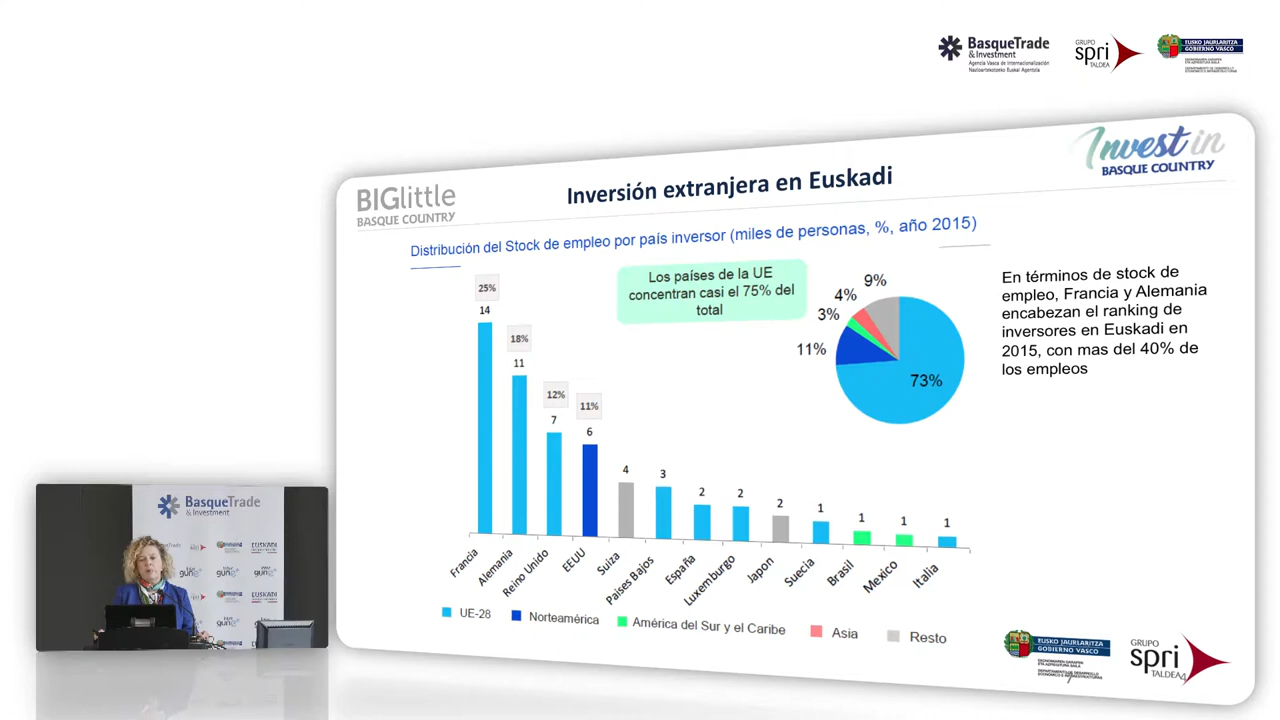 BasqueTrade
& Investment
Agencia Vasca de Internacionalización
Nazioartekotzeko Euskal Agentzia
GRUPO
spri
TALDEA
EUSKO JAURLARITZA
GOBIERNO VASCO
BIGlittle
BASQUE COUNTRY
Inversión extranjera en Euskadi
Invest in
BASQUE COUNTRY
Distribución del Stock de empleo por país inversor (miles de personas, %, año 2015)
Los países de la UE
concentran casi el 75% del
total
En términos de stock de
empleo, Francia y Alemania
encabezan el ranking de
inversores en Euskadi en
2015, con mas del 40% de
los empleos
9%
4%
3%
11%
73%
25%
18%
12%
11%
14
11
7
6
4
3
2
2
2
1
1
1
1
Francia
Alemania
Reino Unido
EEUU
Suiza
Países Bajos
España
Luxemburgo
Japon
Suecia
Brasil
Mexico
Italia
UE-28
Norteamérica
América del Sur y el Caribe
Asia
Resto
EUSKO JAURLARITZA
GOBIERNO VASCO
GRUPO
spri
TALDEA
BasqueTrade
& Investment